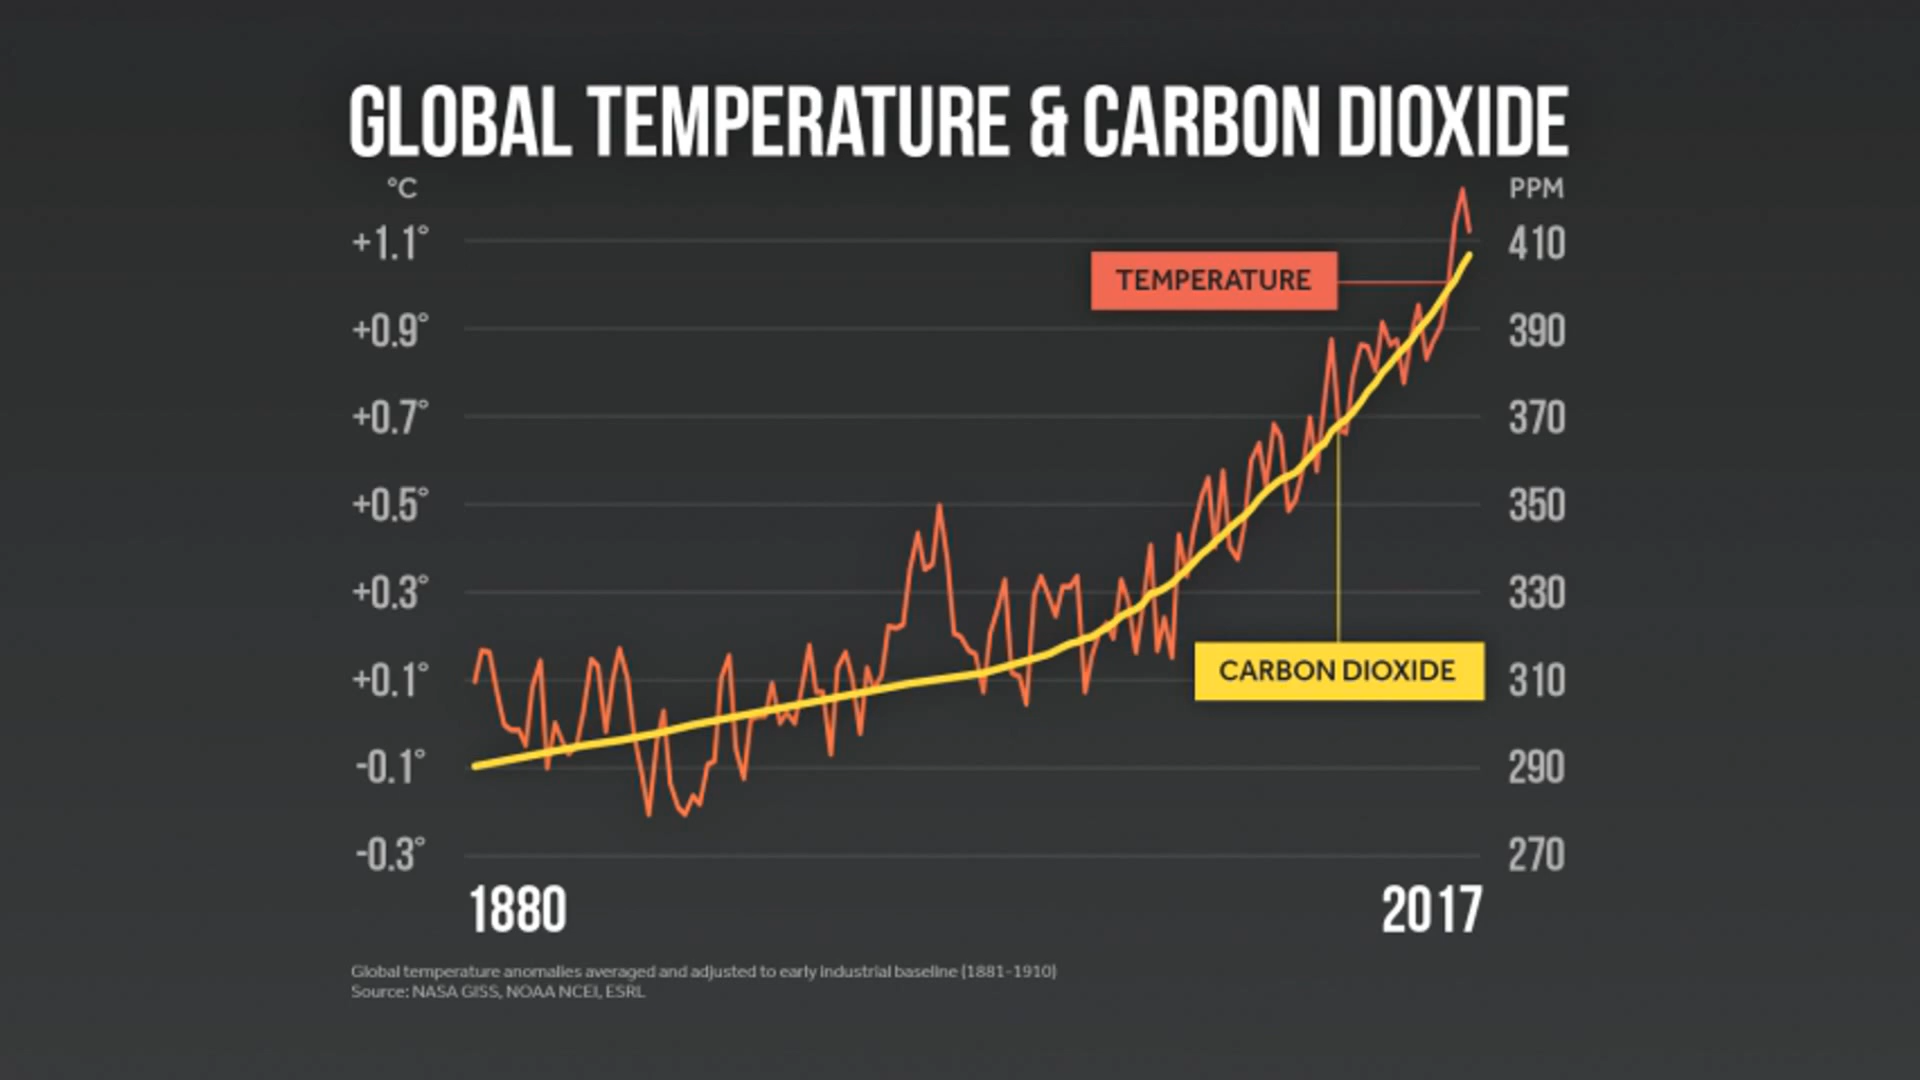 GLOBAL TEMPERATURE & CARBON DIOXIDE
°C
PPM
+1.1°
410
TEMPERATURE
+0.9°
390
+0.7°
370
+0.5°
350
+0.3°
330
CARBON DIOXIDE
+0.1°
310
-0.1°
290
-0.3°
270
1880
2017
Global temperature anomalies averaged and adjusted to early industrial baseline (1881-1910)
Source: NASA GISS, NOAA NCEI, ESRL